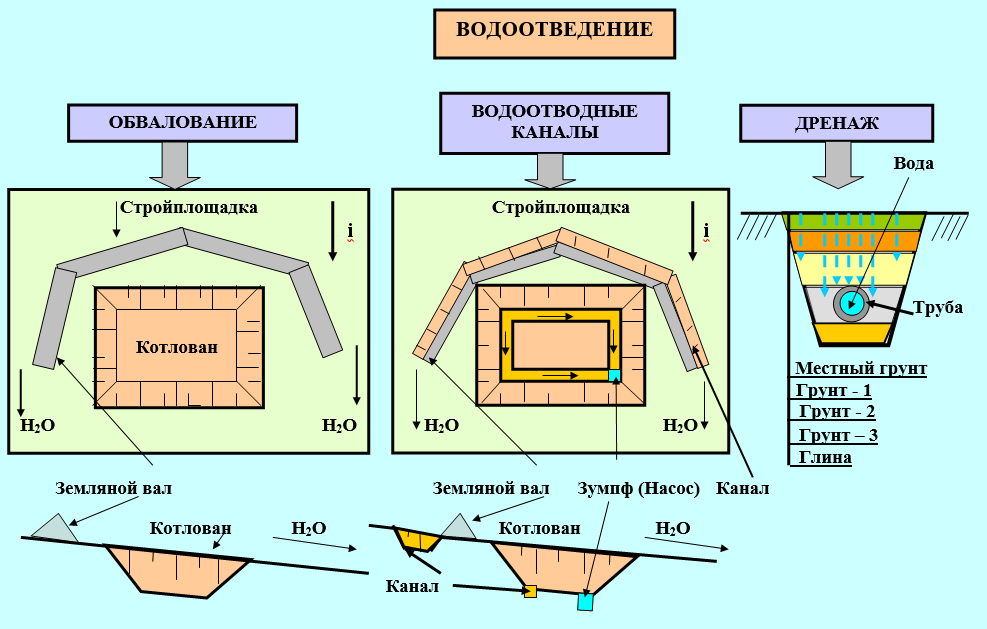 ВОДООТВЕДЕНИЕ
ОБВАЛОВАНИЕ
ВОДООТВОДНЫЕ
КАНАЛЫ
ДРЕНАЖ
Вода
Стройплощадка
i
Котлован
H₂O
H₂O
Земляной вал
Котлован
H₂O
Стройплощадка
i
H₂O
H₂O
Земляной вал
Зумпф (Насос)
Канал
Котлован
H₂O
Канал
Труба
Местный грунт
Грунт - 1
Грунт - 2
Грунт – 3
Глина